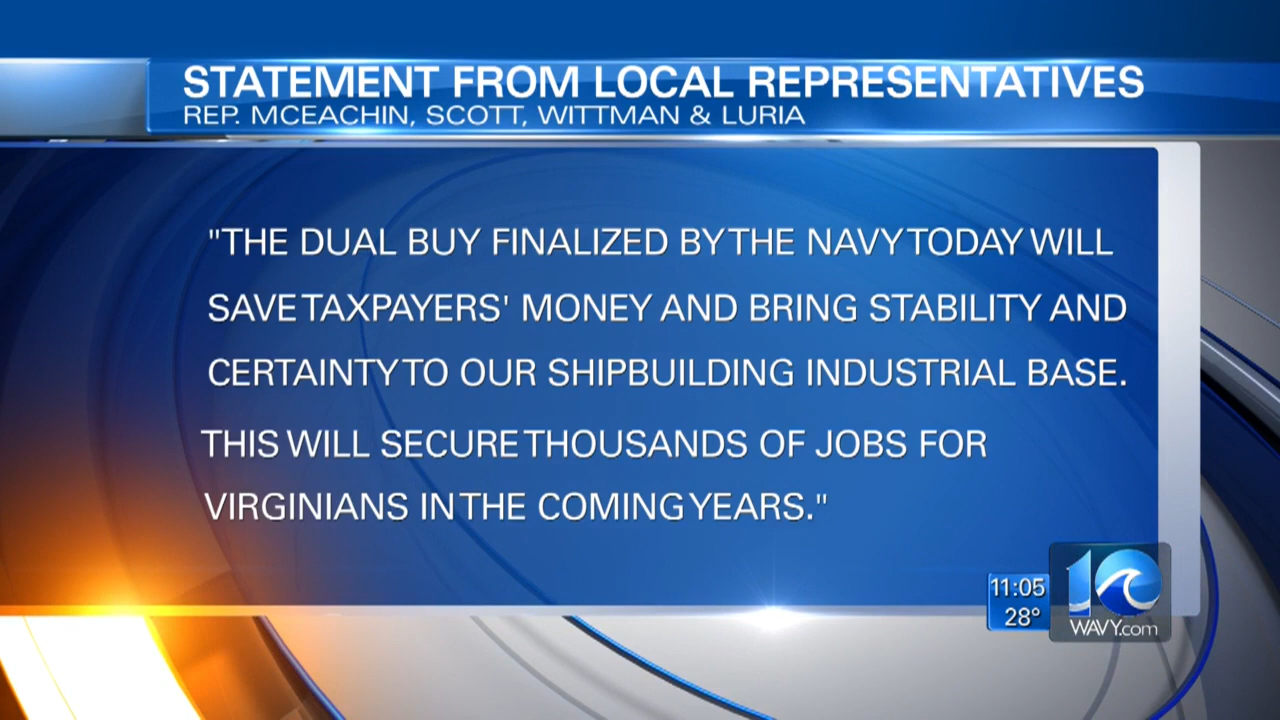 STATEMENT FROM LOCAL REPRESENTATIVES
REP. MCEACHIN, SCOTT, WITTMAN & LURIA
"THE DUAL BUY FINALIZED BY THE NAVY TODAY WILL
SAVE TAXPAYERS' MONEY AND BRING STABILITY AND
CERTAINTY TO OUR SHIPBUILDING INDUSTRIAL BASE.
THIS WILL SECURE THOUSANDS OF JOBS FOR
VIRGINIANS IN THE COMING YEARS."
11:05
28°
10
WAVY.com